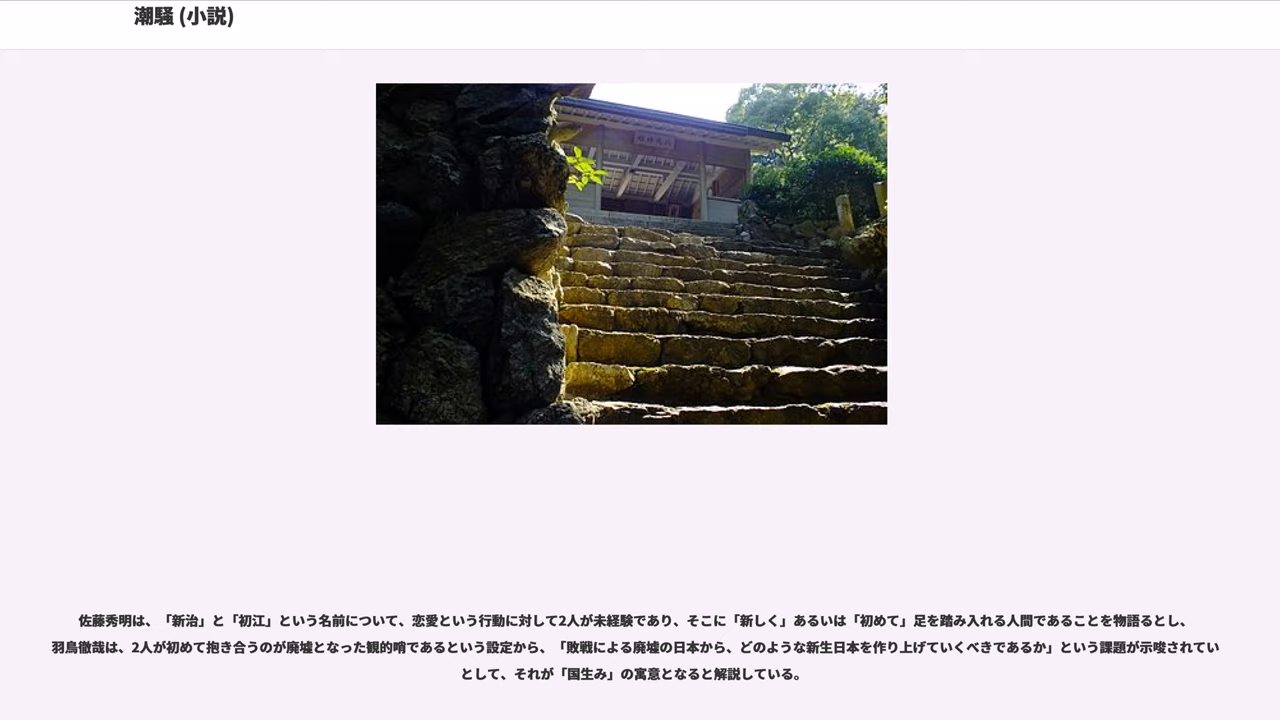 潮騒 (小説)
佐藤秀明は、「新治」と「初江」という名前について、恋愛という行動に対して2人が未経験であり、そこに「新しく」あるいは「初めて」足を踏み入れる人間であることを物語るとし、
羽鳥徹哉は、2人が初めて抱き合うのが廃墟となった観的哨であるという設定から、「敗戦による廃墟の日本から、どのような新生日本を作り上げていくべきであるか」という課題が示唆されてい
として、それが「国生み」の寓意となると解説している。